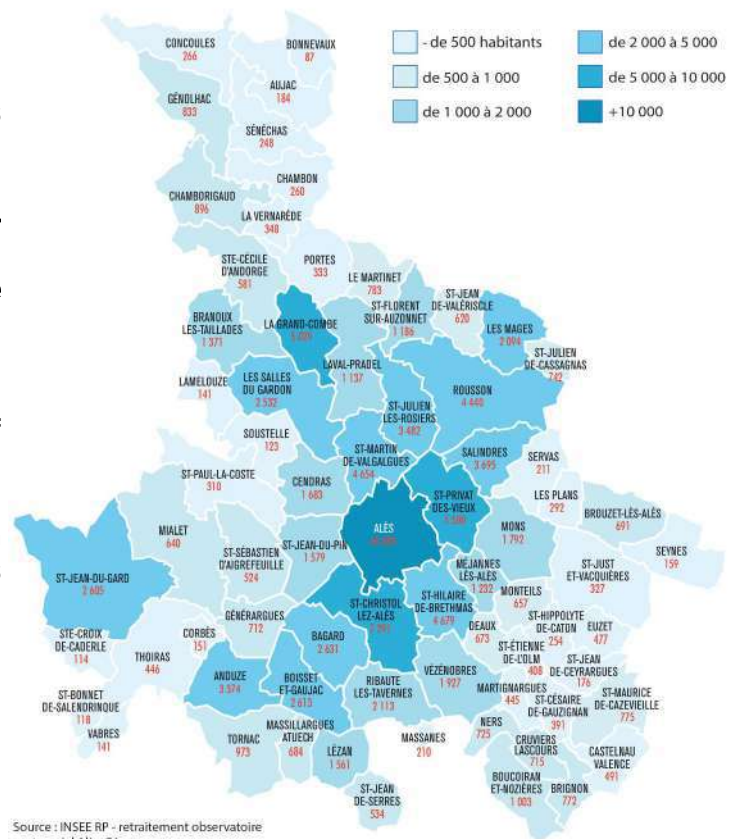 CONCOULES
266
BONNEVAUX
87
- de 500 habitants
de 500 à 1 000
de 1 000 à 2 000
de 2 000 à 5 000
de 5 000 à 10 000
+10 000
AUJAC
184
GÉNOLHAC
833
SÉNÉCHAS
248
CHAMBON
260
CHAMBORIGAUD
896
LA VERNARÈDE
348
STE-CÉCILE
D'ANDORGE
581
PORTES
333
LE MARTINET
783
ST-FLORENT
SUR-AUZONNET
1 186
ST-JEAN
DE-VALÉRISCLE
620
LES MAGES
2 094
BRANOUX
LES-TAILLADES
1 371
LA GRAND-COMBE
LAVAL-PRADEL
1 137
ST-JULIEN
DE-CASSAGNAS
742
LAMELOUZE
141
LES SALLES
DU GARDON
2 532
ST-JULIEN
LES-ROSIERS
3 482
ROUSSON
4 440
SOUSTELLE
123
ST-MARTIN
DE-VALGALGUES
4 654
SALINDRES
3 695
SERVAS
211
ST-PAUL-LA-COSTE
310
CENDRAS
1 683
ST-PRIVAT
DES-VIEUX
LES PLANS
292
BROUZET-LÈS-ALÈS
691
MIALET
640
ST-SÉBASTIEN
D'AIGREFEUILLE
524
ST-JEAN-DU-PIN
1 579
ALÈS
MONS
1 792
SEYNES
159
ST-JEAN-DU-GARD
2 605
MÉJANNES
LÈS-ALÈS
1 232
ST-JUST
ET-VACQUIÈRES
327
GÉNÉRARGUES
712
ST-CHRISTOL
LEZ-ALÈS
ST-HILAIRE
DE-BRETHMAS
4 679
MONTEILS
657
STE-CROIX
DE-CADERLE
114
CORBÈS
151
THOIRAS
446
BAGARD
2 631
DEAUX
673
ST-HIPPOLYTE
DE-CATON
254
EUZET
477
ST-ÉTIENNE
DE-L'OLM
408
ST-JEAN
DE-CEYRARGUES
176
ST-BONNET
DE-SALENDRINQUE
118
ANDUZE
3 574
BOISSET
ET-GAUJAC
2 613
RIBAUTE
LES-TAVERNES
2 113
VÉZÉNOBRES
1 927
MARTIGNARGUES
445
ST-CÉSAIRE
DE-GAUZIGNAN
391
ST-MAURICE
DE-CAZEVIEILLE
775
VABRES
141
TORNAC
973
MASSILLARGUES
ATUECH
684
LÉZAN
1 561
MASSANES
210
NERS
725
CRUVIERS
LASCOURS
715
CASTELNAU
VALENCE
491
ST-JEAN
DE-SERRES
534
BOUCOIRAN
ET-NOZIÈRES
1 003
BRIGNON
772
Source : INSEE RP - retraitement observatoire